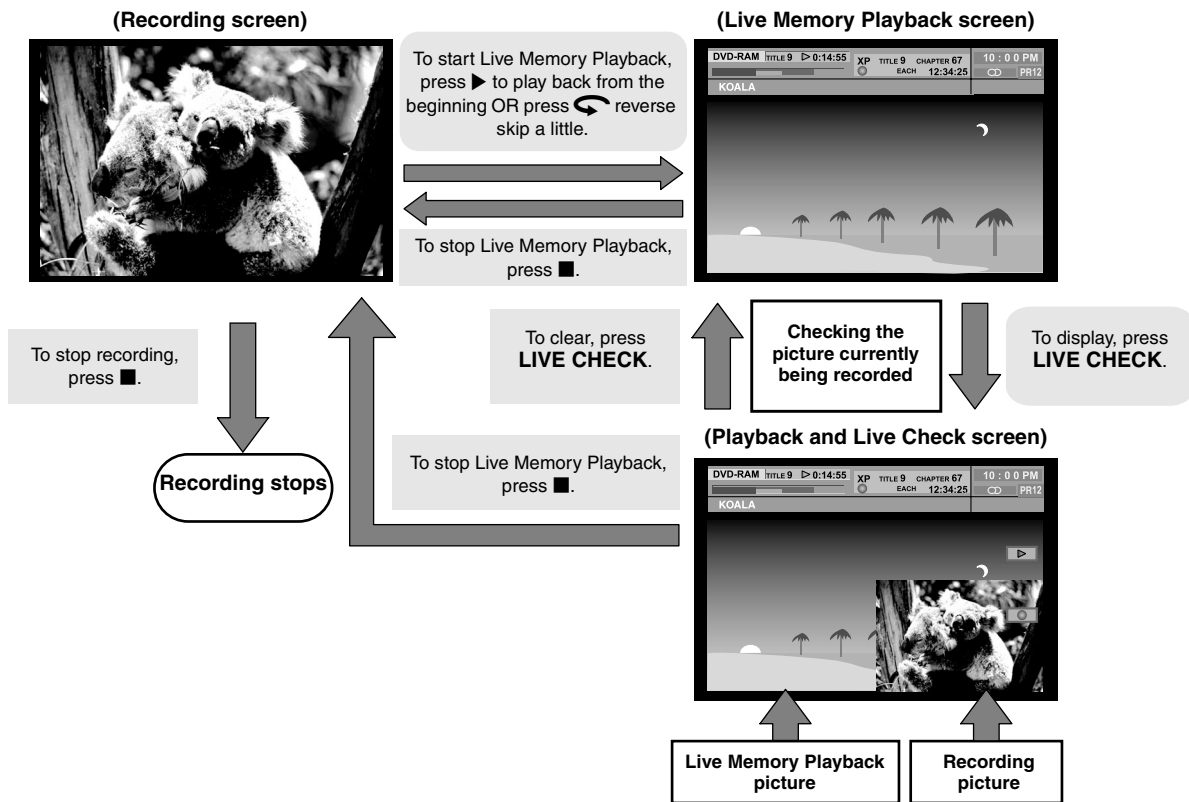 (Recording screen)
(Live Memory Playback screen)
To start Live Memory Playback,
press ▶ to play back from the
beginning OR press reverse
skip a little.
DVD-RAM TITLE 9 ▷ 0:14:55
XP TITLE 9 CHAPTER 67
EACH 12:34:25
10 : 0 0 PM
PR12
KOALA
To stop Live Memory Playback,
press ■.
To stop recording,
press ■.
To clear, press
LIVE CHECK.
Checking the
picture currently
being recorded
To display, press
LIVE CHECK.
Recording stops
To stop Live Memory Playback,
press ■.
(Playback and Live Check screen)
DVD-RAM TITLE 9 ▷ 0:14:55
XP TITLE 9 CHAPTER 67
EACH 12:34:25
10 : 0 0 PM
PR12
KOALA
Live Memory Playback
picture
Recording
picture